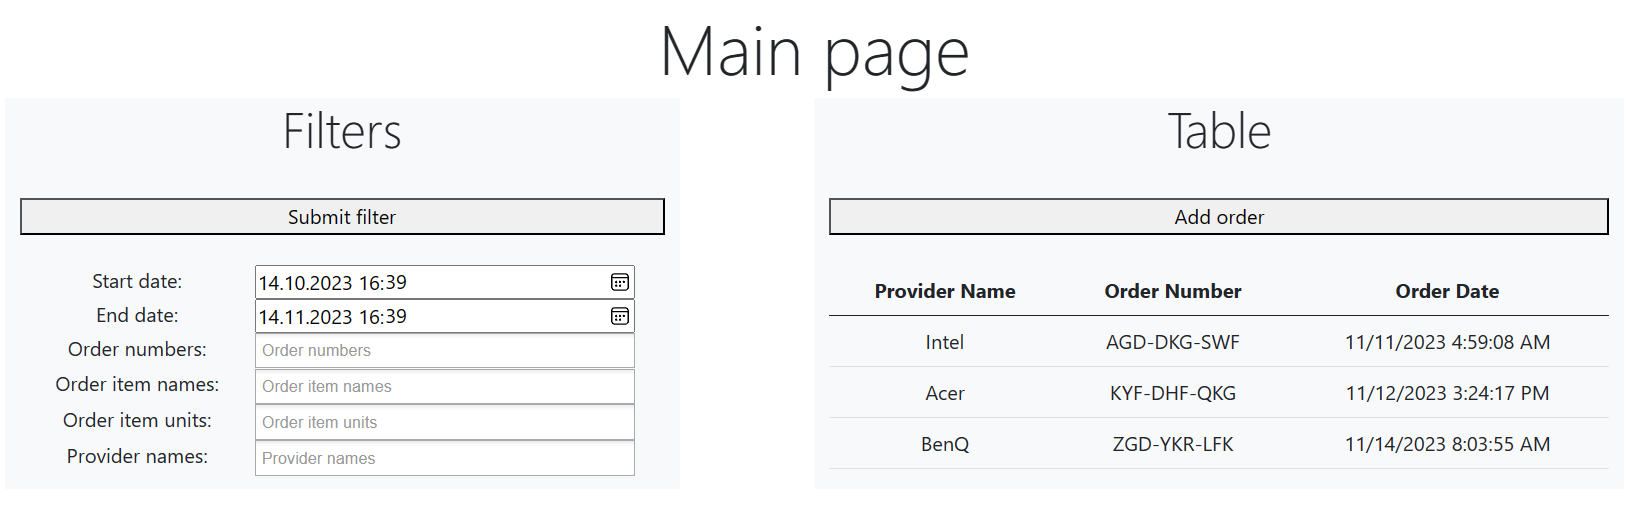 Main page
Filters
Submit filter
Start date: 14.10.2023 16:39
End date: 14.11.2023 16:39
Order numbers: Order numbers
Order item names: Order item names
Order item units: Order item units
Provider names: Provider names
Table
Add order
Provider Name Order Number Order Date
Intel AGD-DKG-SWF 11/11/2023 4:59:08 AM
Acer KYF-DHF-QKG 11/12/2023 3:24:17 PM
BenQ ZGD-YKR-LFK 11/14/2023 8:03:55 AM